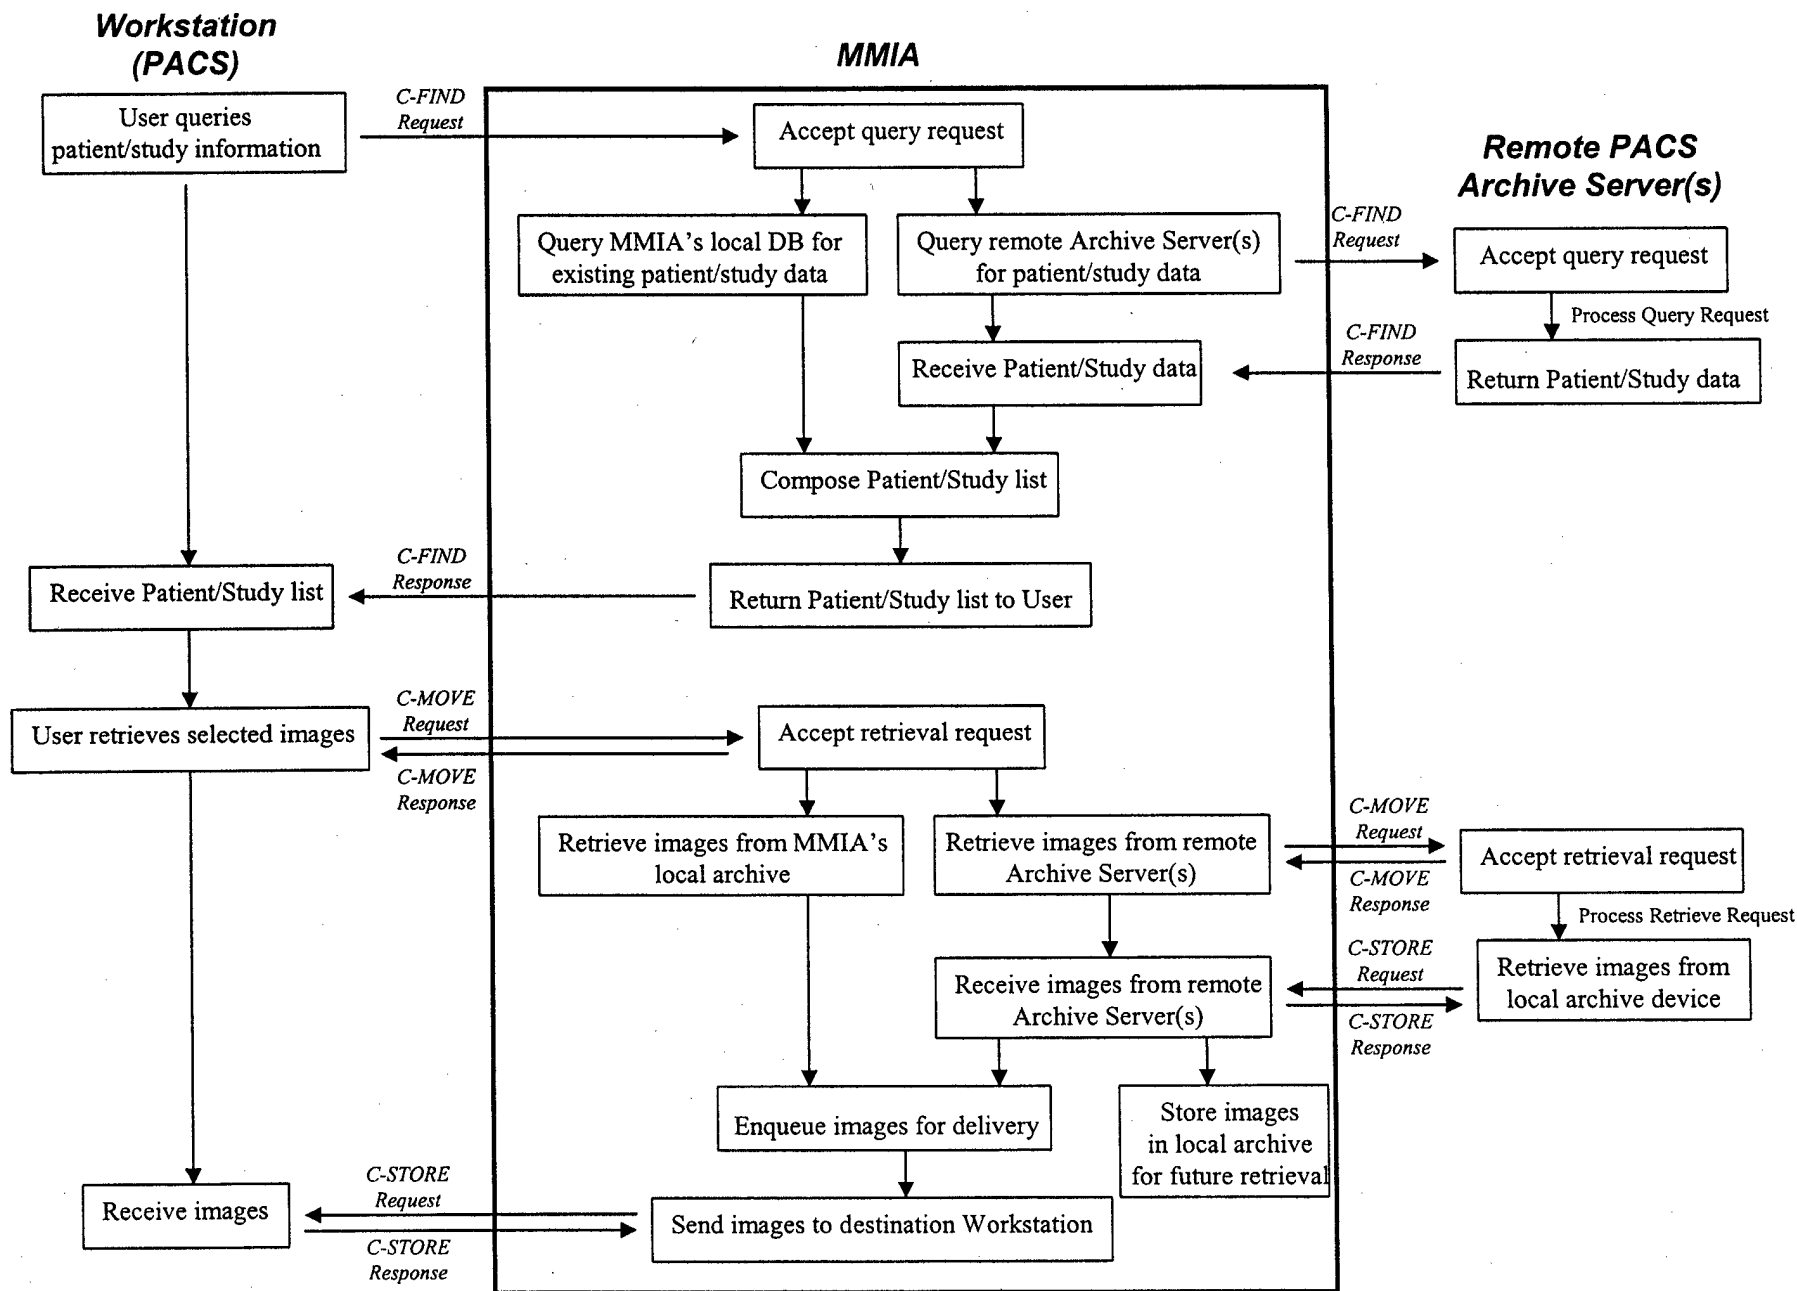 Workstation
(PACS)
MMIA
Remote PACS
Archive Server(s)
User queries
patient/study information
C-FIND
Request
Accept query request
Query MMIA's local DB for
existing patient/study data
Query remote Archive Server(s)
for patient/study data
C-FIND
Request
Accept query request
Process Query Request
C-FIND
Response
Return Patient/Study data
Receive Patient/Study data
Compose Patient/Study list
C-FIND
Response
Receive Patient/Study list
Return Patient/Study list to User
User retrieves selected images
C-MOVE
Request
C-MOVE
Response
Accept retrieval request
Retrieve images from MMIA's
local archive
Retrieve images from remote
Archive Server(s)
C-MOVE
Request
C-MOVE
Response
Accept retrieval request
Process Retrieve Request
C-STORE
Request
C-STORE
Response
Retrieve images from
local archive device
Receive images from remote
Archive Server(s)
Enqueue images for delivery
Store images
in local archive
for future retrieval
Receive images
C-STORE
Request
C-STORE
Response
Send images to destination Workstation